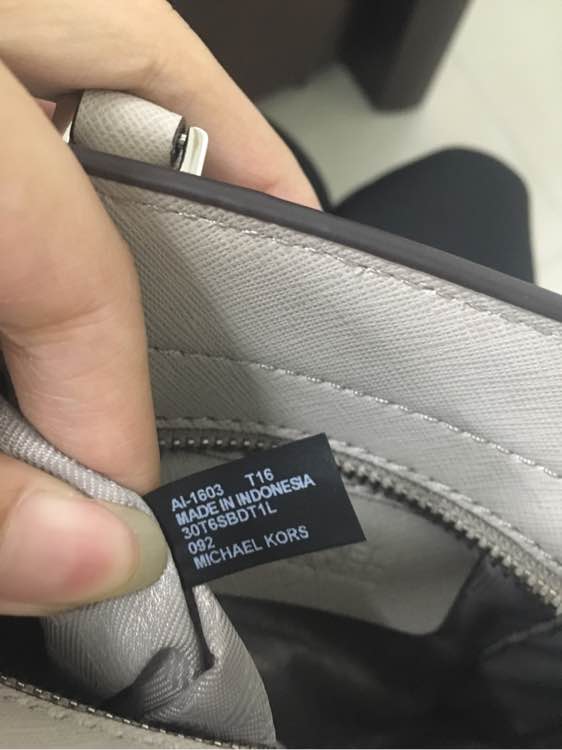 AI-1603 T16
MADE IN INDONESIA
30T6SBDT1L
092
MICHAEL KORS